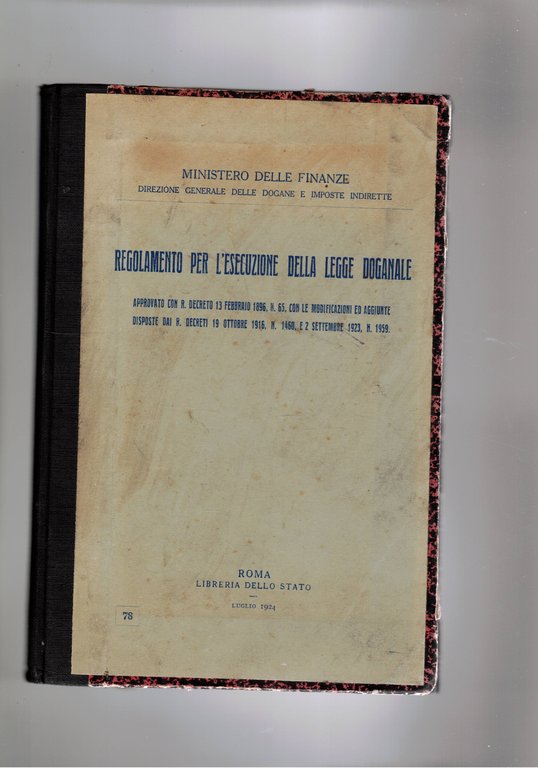 MINISTERO DELLE FINANZE
DIREZIONE GENERALE DELLE DOGANE E IMPOSTE INDIRETTE
REGOLAMENTO PER L'ESECUZIONE DELLA LEGGE DOGANALE
APPROVATO CON R. DECRETO 13 FEBBRAIO 1896, N. 65, CON LE MODIFICAZIONI ED AGGIUNTE
DISPOSTE DAI R. DECRETI 19 OTTOBRE 1916, N. 1460, E 2 SETTEMBRE 1923, N. 1959.
ROMA
LIBRERIA DELLO STATO
LUGLIO 1924
78